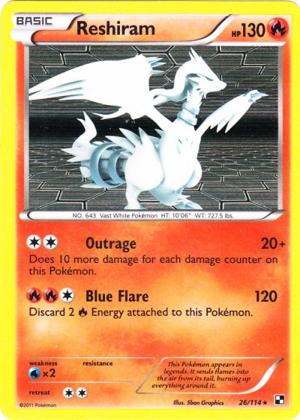 BASIC
Reshiram
HP130
NO. 643 Vast White Pokémon HT: 10'06" WT: 727.5 lbs.
Outrage 20+
Does 10 more damage for each damage counter on
this Pokémon.
Blue Flare 120
Discard 2 Energy attached to this Pokémon.
weakness resistance
×2
retreat
This Pokémon appears in
legends. It sends flames into
the air from its tail, burning up
everything around it.
Illus. 5ban Graphics
26/114 ★
©2011 Pokémon